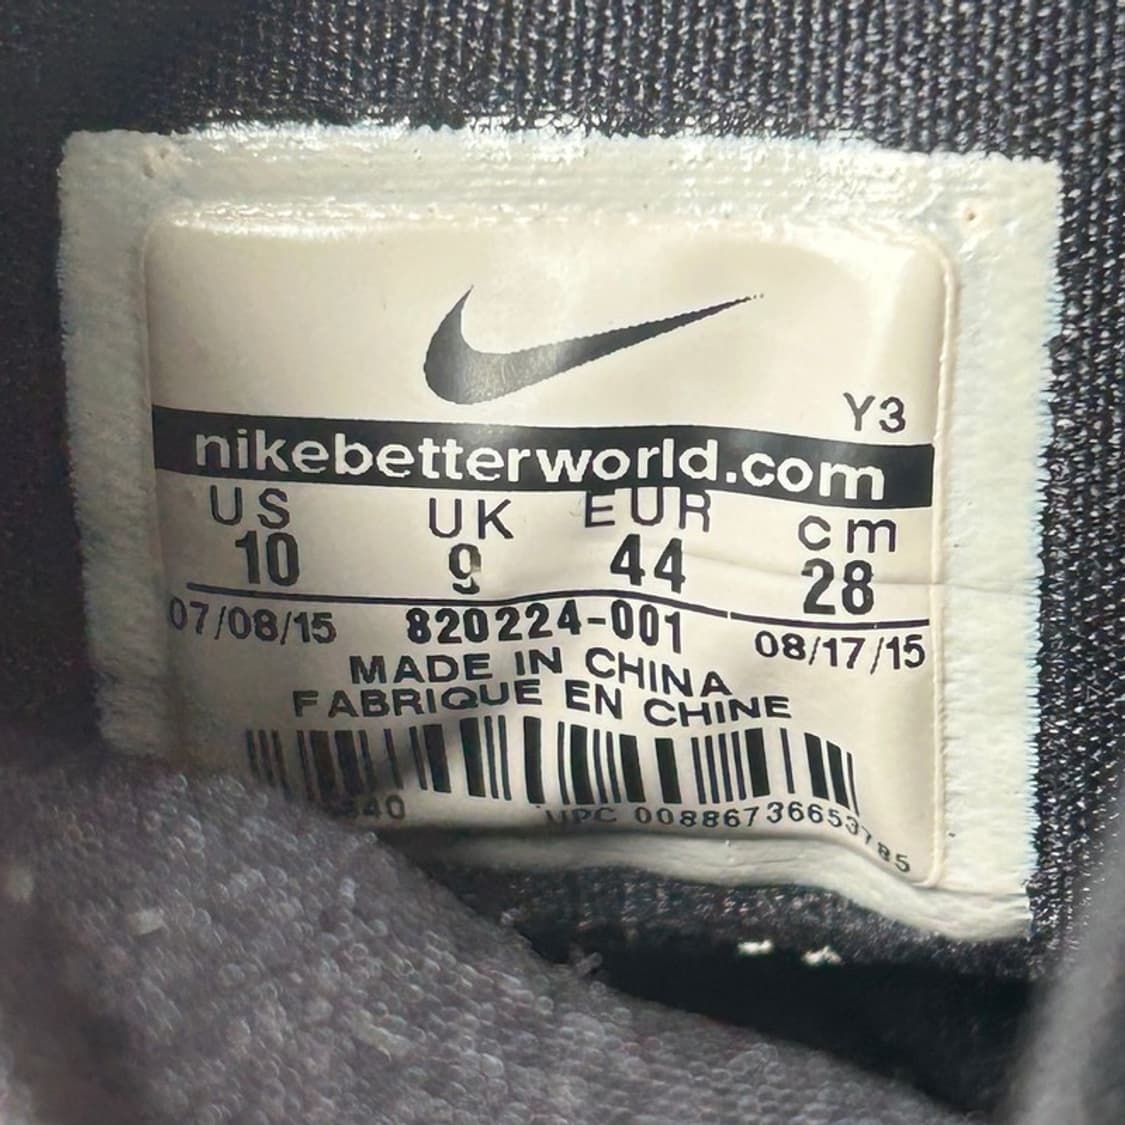 Y3
nikebetterworld.com
US UK EUR cm
10 9 44 28
07/08/15 820224-001 08/17/15
MADE IN CHINA
FABRIQUE EN CHINE
UPC 00886736653785